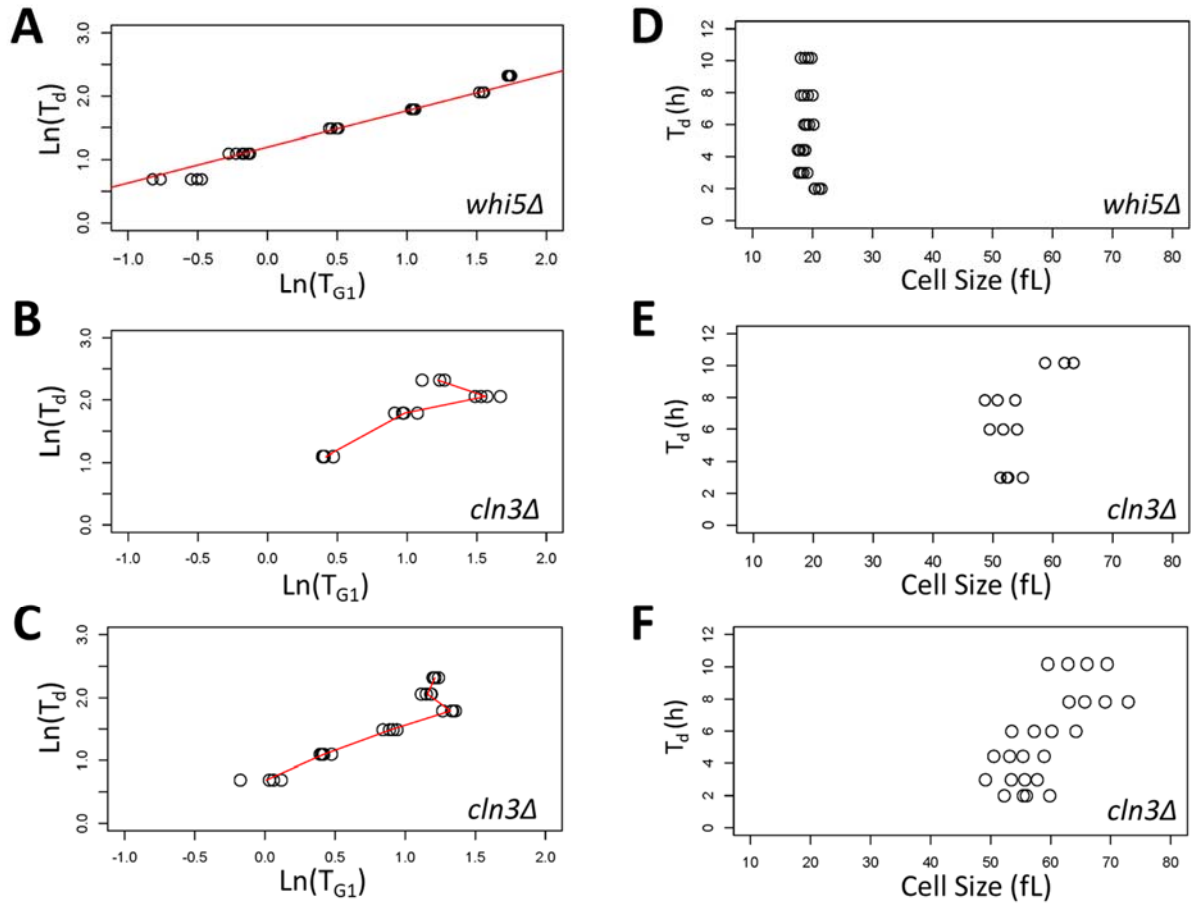 A
Ln(Td)
0.0 1.0 2.0 3.0
whi5Δ
−1.0 −0.5 0.0 0.5 1.0 1.5 2.0
Ln(TG1)
D
Td (h)
0 2 4 6 8 10 12
whi5Δ
10 20 30 40 50 60 70 80
Cell Size (fL)
B
Ln(Td)
0.0 1.0 2.0 3.0
cln3Δ
-1.0 -0.5 0.0 0.5 1.0 1.5 2.0
Ln(TG1)
E
Td (h)
0 2 4 6 8 10 12
cln3Δ
10 20 30 40 50 60 70 80
Cell Size (fL)
C
Ln(Td)
0.0 1.0 2.0 3.0
cln3Δ
-1.0 -0.5 0.0 0.5 1.0 1.5 2.0
Ln(TG1)
F
Td (h)
0 2 4 6 8 10 12
cln3Δ
10 20 30 40 50 60 70 80
Cell Size (fL)